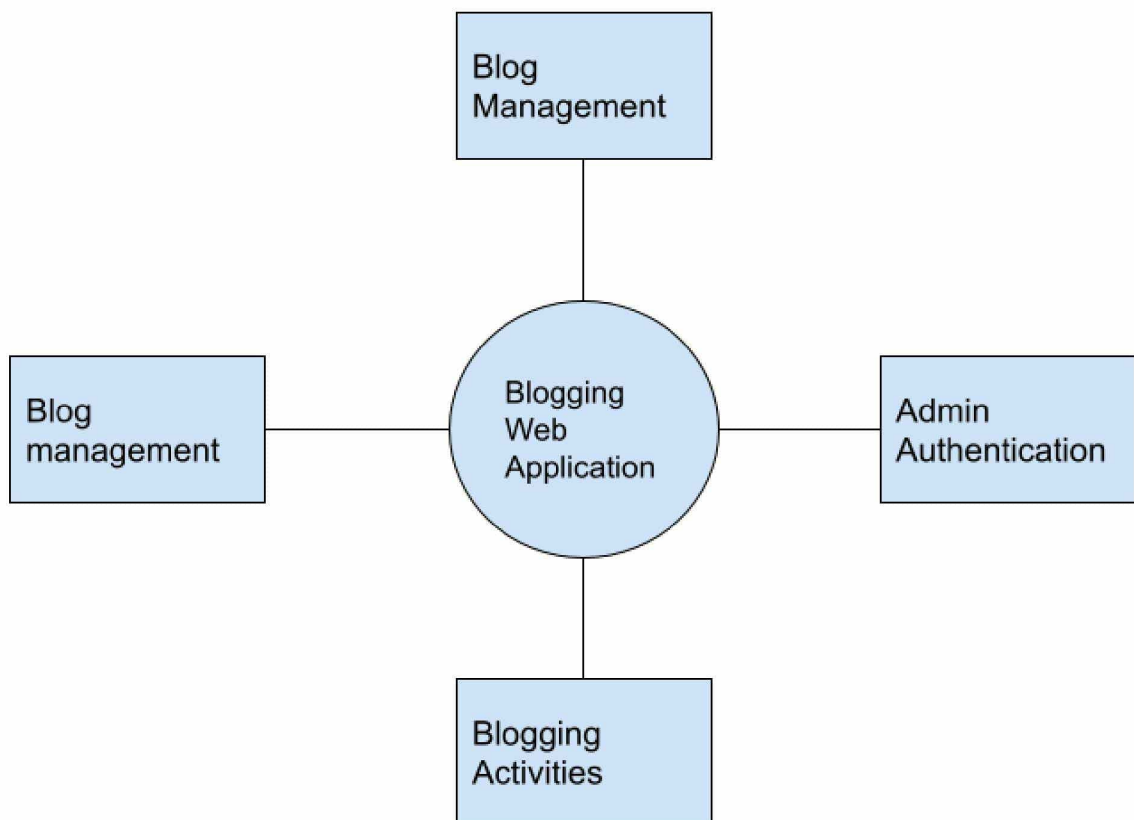 Blog
Management
Blog
management
Blogging
Web
Application
Admin
Authentication
Blogging
Activities